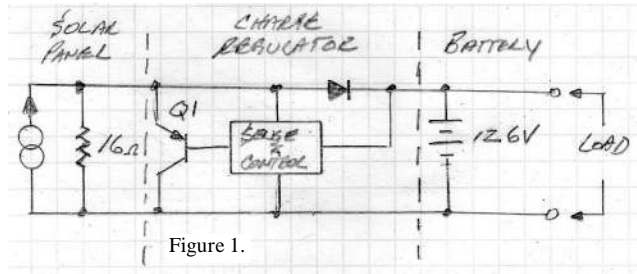 SOLAR PANEL
CHARGE REGULATOR
BATTERY
Q1
16Ω
SENSE & CONTROL
12.6V
LOAD
Figure 1.